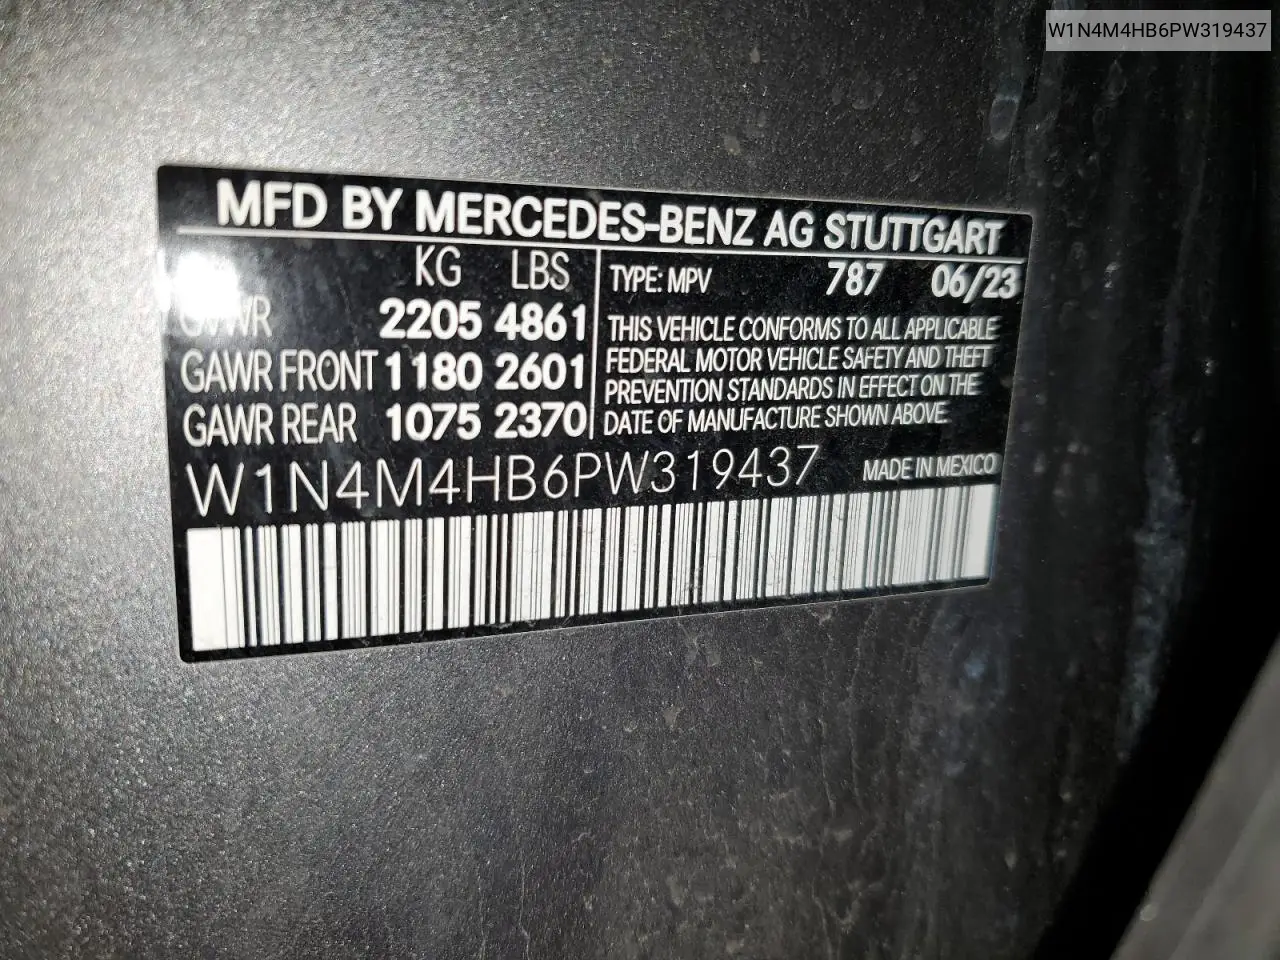 W1N4M4HB6PW319437
MFD BY MERCEDES-BENZ AG STUTTGART
KG LBS
GVWR 2205 4861
GAWR FRONT 1180 2601
GAWR REAR 1075 2370
TYPE: MPV 787 06/23
THIS VEHICLE CONFORMS TO ALL APPLICABLE
FEDERAL MOTOR VEHICLE SAFETY AND THEFT
PREVENTION STANDARDS IN EFFECT ON THE
DATE OF MANUFACTURE SHOWN ABOVE.
W1N4M4HB6PW319437 MADE IN MEXICO